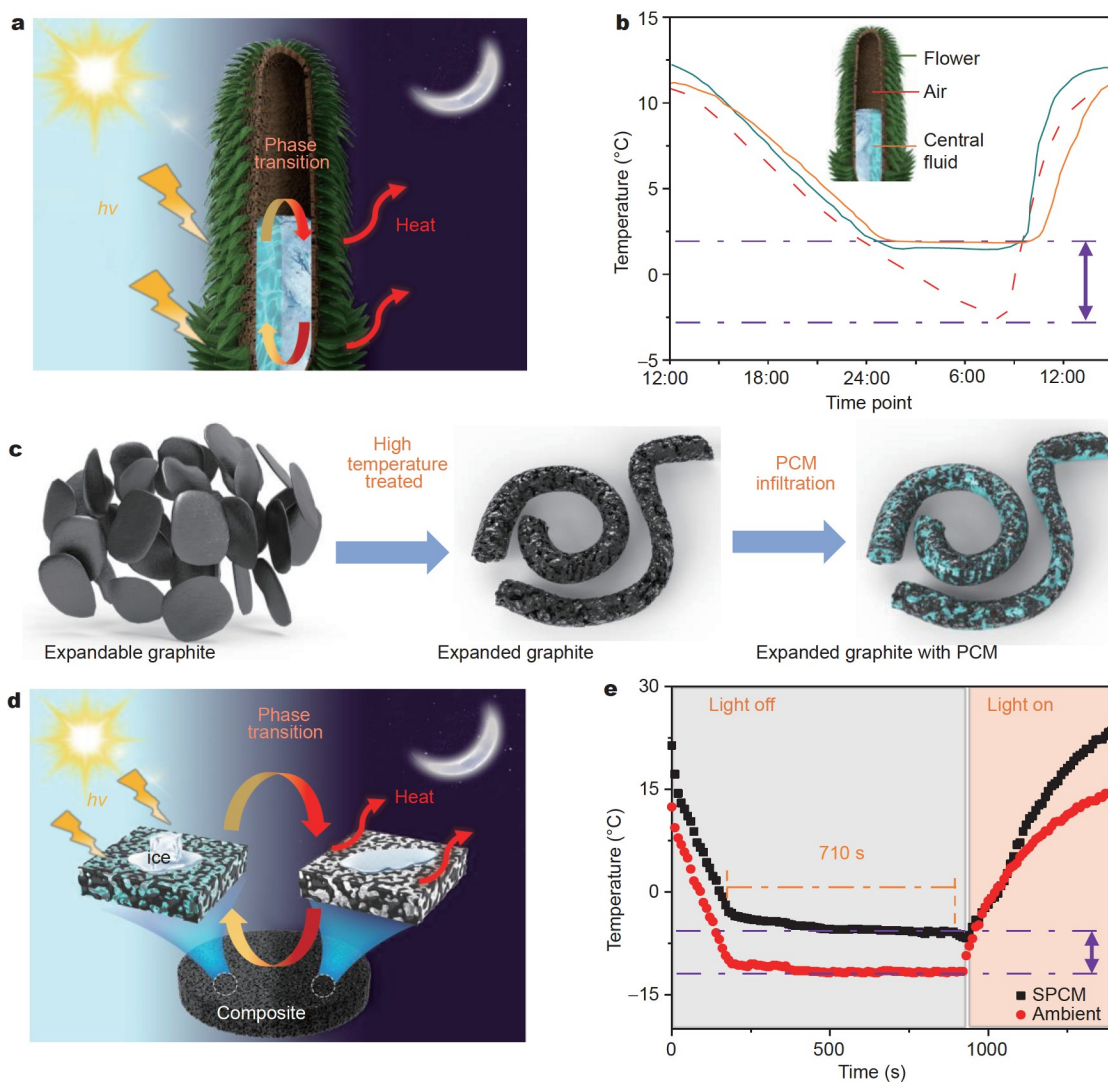 a
Phase
transition
hv
Heat
b
Temperature (°C)
15
10
5
0
−5
12:00
18:00
24:00
6:00
12:00
Time point
Flower
Air
Central
fluid
c
High
temperature
treated
PCM
infiltration
Expandable graphite
Expanded graphite
Expanded graphite with PCM
d
Phase
transition
hv
Heat
ice
Composite
e
Temperature (°C)
30
15
0
−15
Light off
Light on
710 s
SPCM
Ambient
0
500
1000
Time (s)